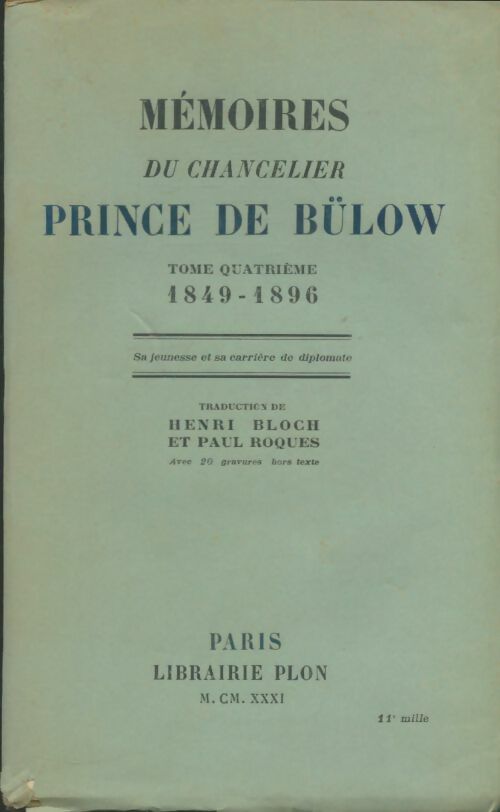 MÉMOIRES
DU CHANCELIER
PRINCE DE BÜLOW
TOME QUATRIÈME
1849-1896
Sa jeunesse et sa carrière de diplomate
TRADUCTION DE
HENRI BLOCH
ET PAUL ROQUES
Avec 20 gravures hors texte
PARIS
LIBRAIRIE PLON
M. CM. XXXI
11e mille